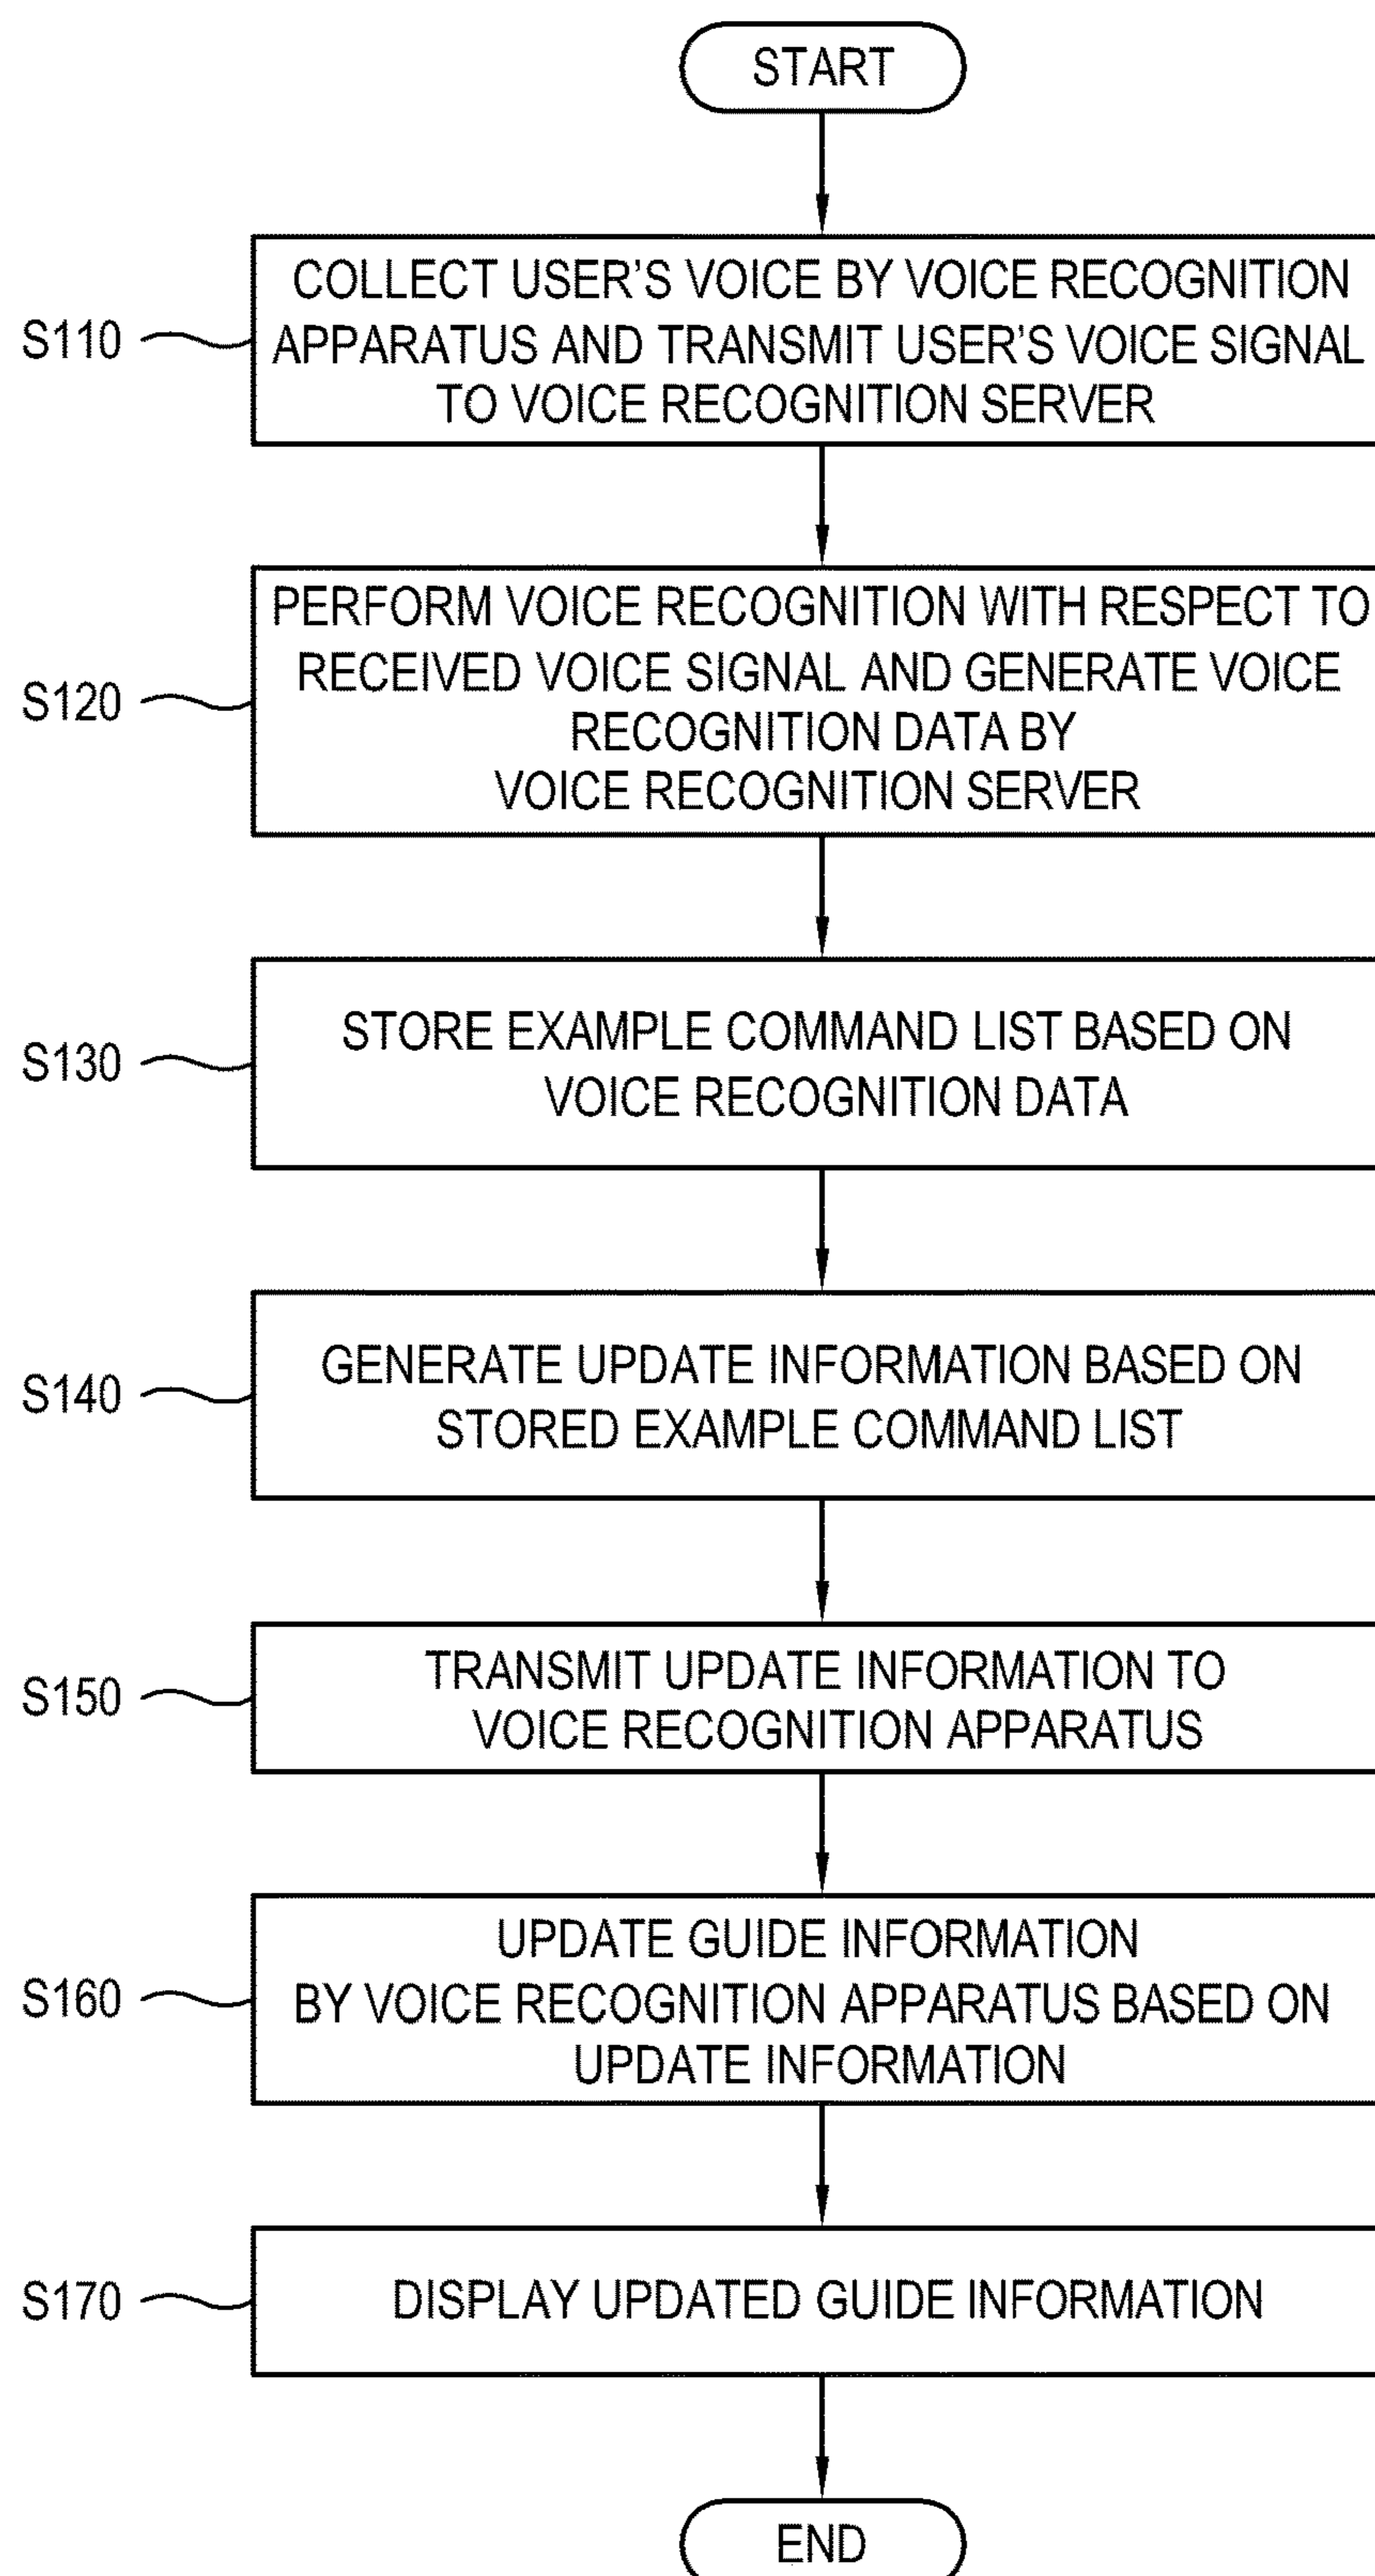 START
S110
COLLECT USER'S VOICE BY VOICE RECOGNITION
APPARATUS AND TRANSMIT USER'S VOICE SIGNAL
TO VOICE RECOGNITION SERVER
S120
PERFORM VOICE RECOGNITION WITH RESPECT TO
RECEIVED VOICE SIGNAL AND GENERATE VOICE
RECOGNITION DATA BY
VOICE RECOGNITION SERVER
S130
STORE EXAMPLE COMMAND LIST BASED ON
VOICE RECOGNITION DATA
S140
GENERATE UPDATE INFORMATION BASED ON
STORED EXAMPLE COMMAND LIST
S150
TRANSMIT UPDATE INFORMATION TO
VOICE RECOGNITION APPARATUS
S160
UPDATE GUIDE INFORMATION
BY VOICE RECOGNITION APPARATUS BASED ON
UPDATE INFORMATION
S170
DISPLAY UPDATED GUIDE INFORMATION
END